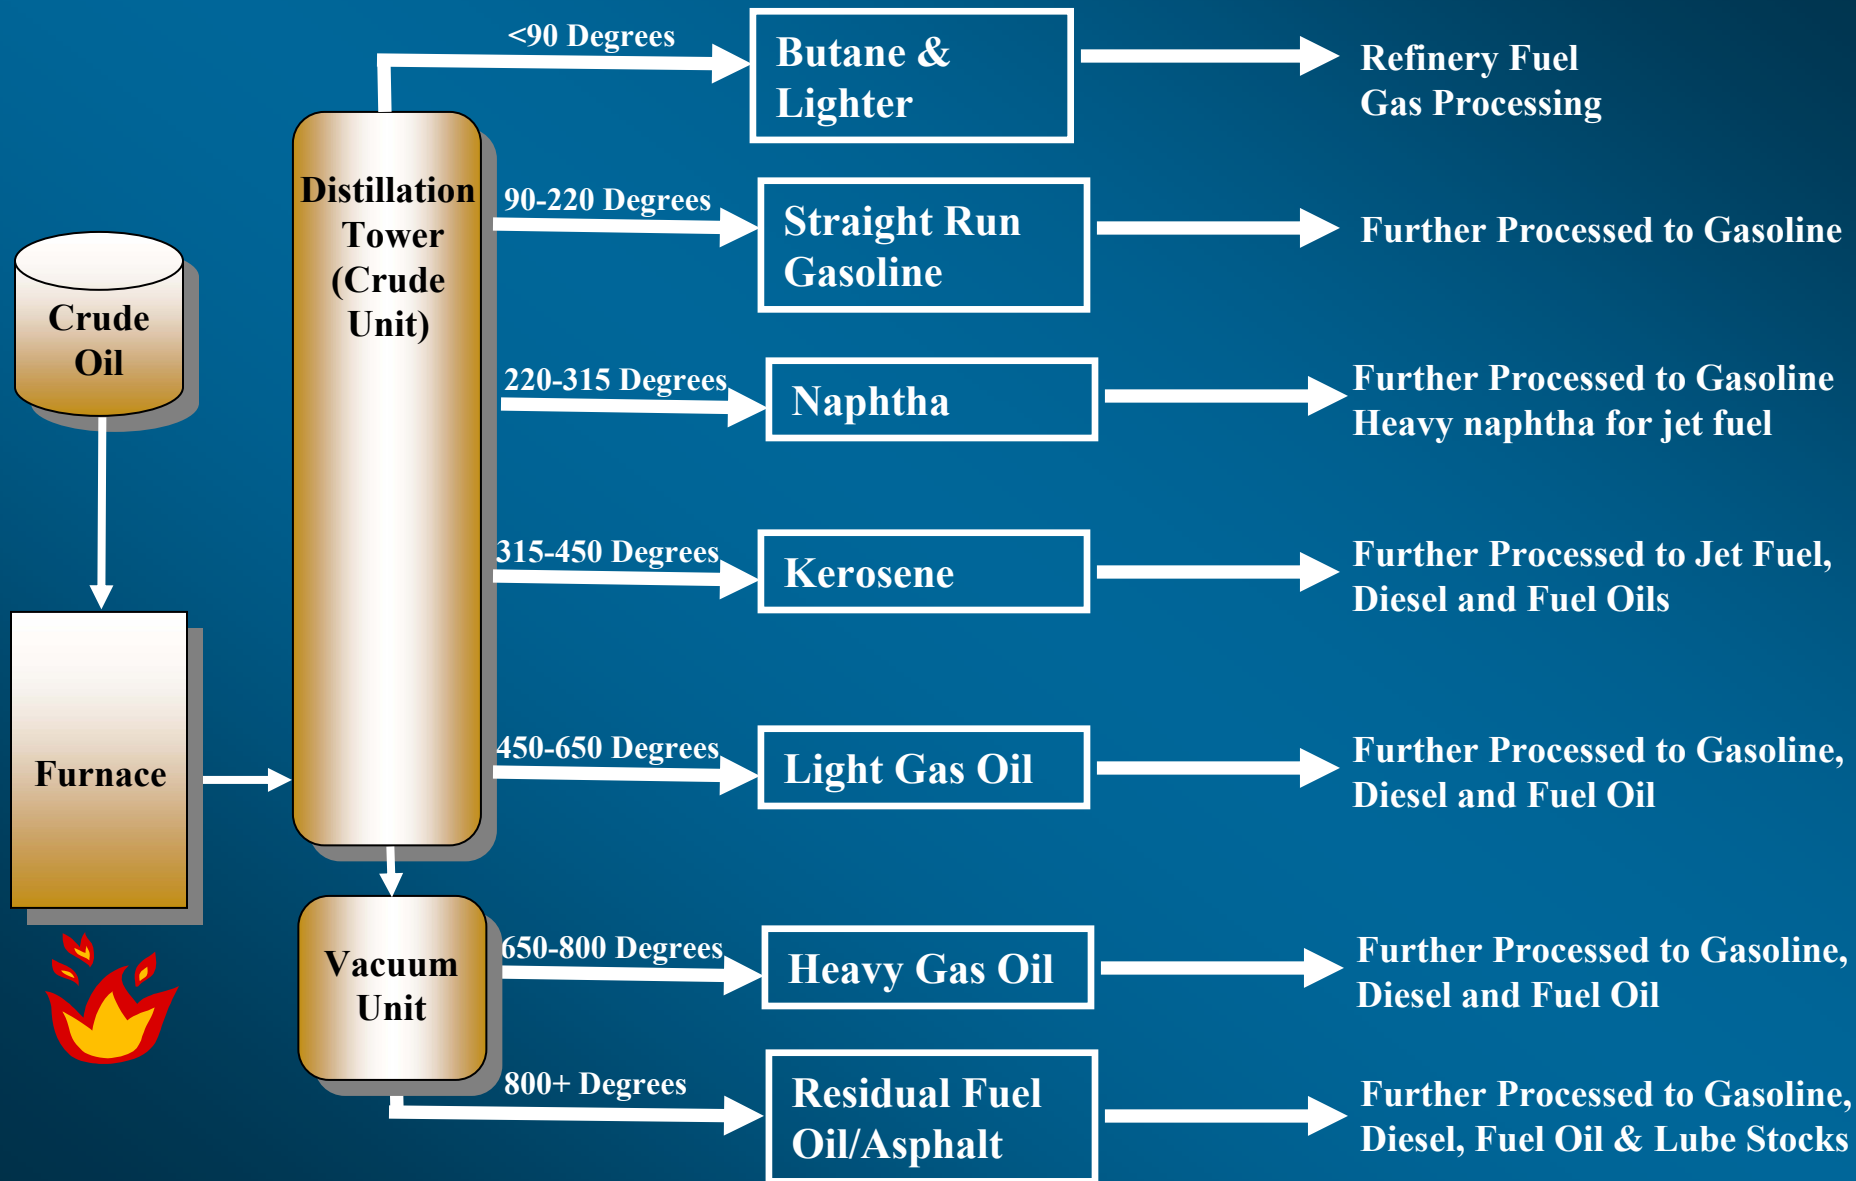 <90 Degrees
Butane &
Lighter
Refinery Fuel
Gas Processing
Distillation
Tower
(Crude
Unit)
90-220 Degrees
Straight Run
Gasoline
Further Processed to Gasoline
Crude
Oil
220-315 Degrees
Naphtha
Further Processed to Gasoline
Heavy naphtha for jet fuel
315-450 Degrees
Kerosene
Further Processed to Jet Fuel,
Diesel and Fuel Oils
Furnace
450-650 Degrees
Light Gas Oil
Further Processed to Gasoline,
Diesel and Fuel Oil
Vacuum
Unit
650-800 Degrees
Heavy Gas Oil
Further Processed to Gasoline,
Diesel and Fuel Oil
800+ Degrees
Residual Fuel
Oil/Asphalt
Further Processed to Gasoline,
Diesel, Fuel Oil & Lube Stocks